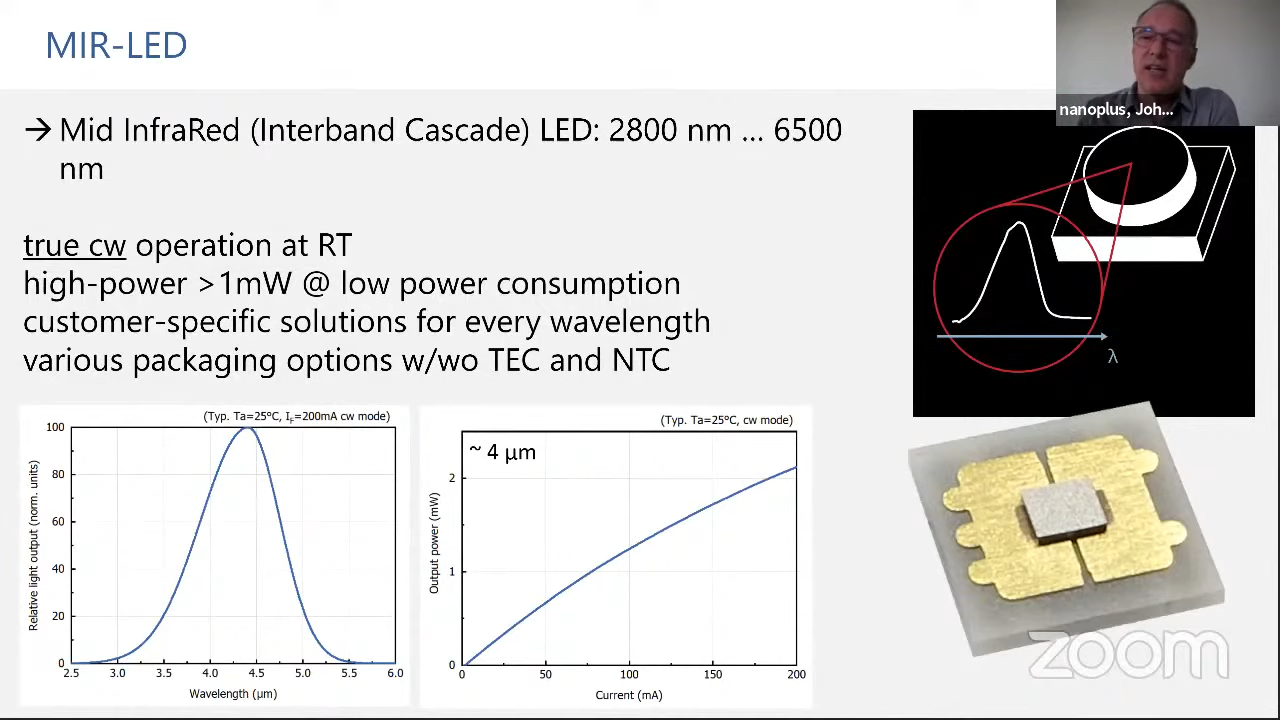 MIR-LED
nanoplus, Joh...
→ Mid InfraRed (Interband Cascade) LED: 2800 nm ... 6500
nm
true cw operation at RT
high-power >1mW @ low power consumption
customer-specific solutions for every wavelength
various packaging options w/wo TEC and NTC
λ
(Typ. Ta=25°C, IF=200mA cw mode)
Relative light output (norm. units)
100
80
60
40
20
0
2.5 3.0 3.5 4.0 4.5 5.0 5.5 6.0
Wavelength (μm)
(Typ. Ta=25°C, cw mode)
~ 4 μm
Output power (mW)
2
1
0
0 50 100 150 200
Current (mA)
zoom